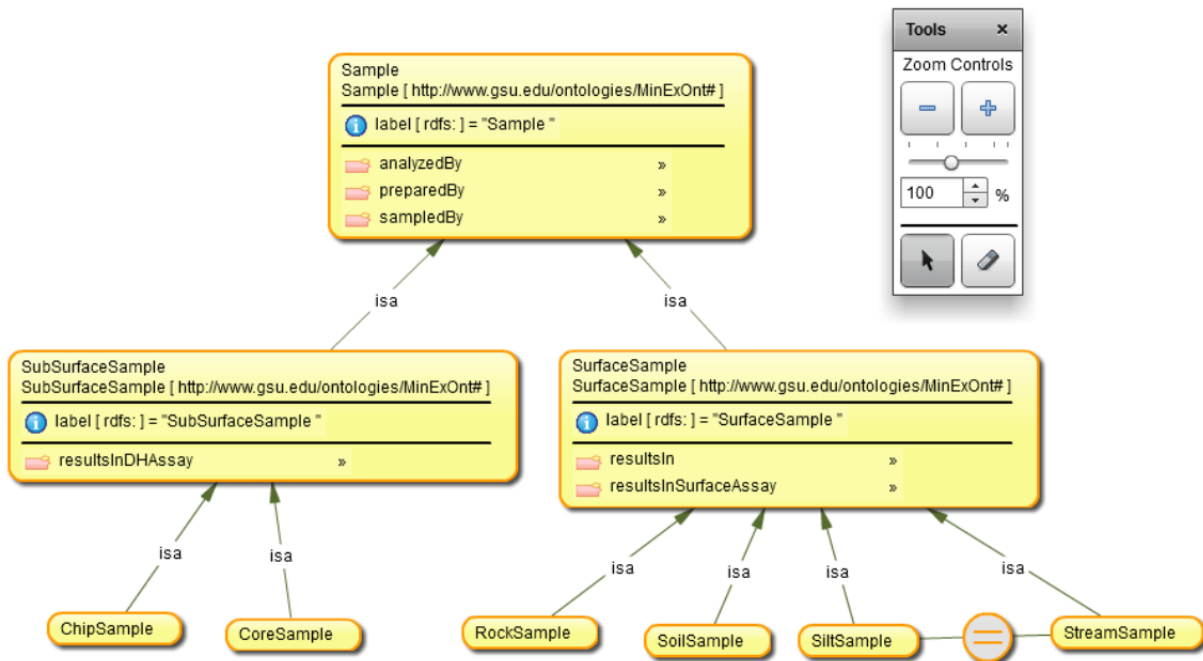 Tools ×
Zoom Controls
100 %
Sample
Sample [ http://www.gsu.edu/ontologies/MinExOnt# ]
label [ rdfs: ] = "Sample "
analyzedBy »
preparedBy »
sampledBy »
isa
isa
SubSurfaceSample
SubSurfaceSample [ http://www.gsu.edu/ontologies/MinExOnt# ]
label [ rdfs: ] = "SubSurfaceSample "
resultsInDHAssay »
SurfaceSample
SurfaceSample [ http://www.gsu.edu/ontologies/MinExOnt# ]
label [ rdfs: ] = "SurfaceSample "
resultsIn »
resultsInSurfaceAssay »
isa
isa
isa
isa
isa
isa
ChipSample
CoreSample
RockSample
SoilSample
SiltSample
StreamSample